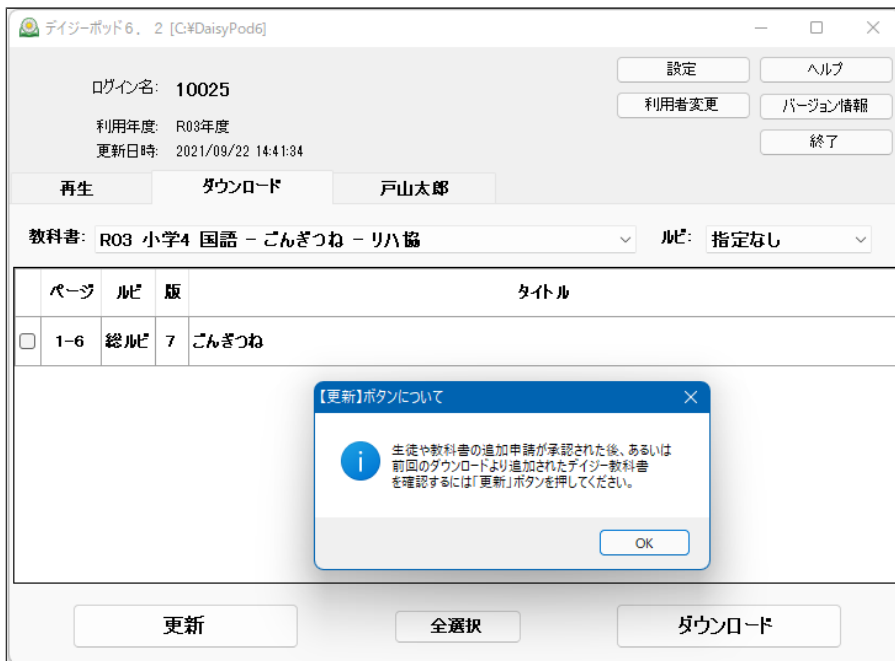 デイジーポッド6．2 [C:¥DaisyPod6]
設定 ヘルプ
ログイン名: 10025
利用者変更 バージョン情報
利用年度: R03年度
更新日時: 2021/09/22 14:41:34
終了
再生 ダウンロード 戸山太郎
教科書: R03 小学4 国語 - ごんぎつね - リハ協 ルビ: 指定なし
ページ ルビ 版 タイトル
1-6 総ルビ 7 ごんぎつね
【更新】ボタンについて
生徒や教科書の追加申請が承認された後、あるいは
前回のダウンロードより追加されたデイジー教科書
を確認するには「更新」ボタンを押してください。
OK
更新 全選択 ダウンロード